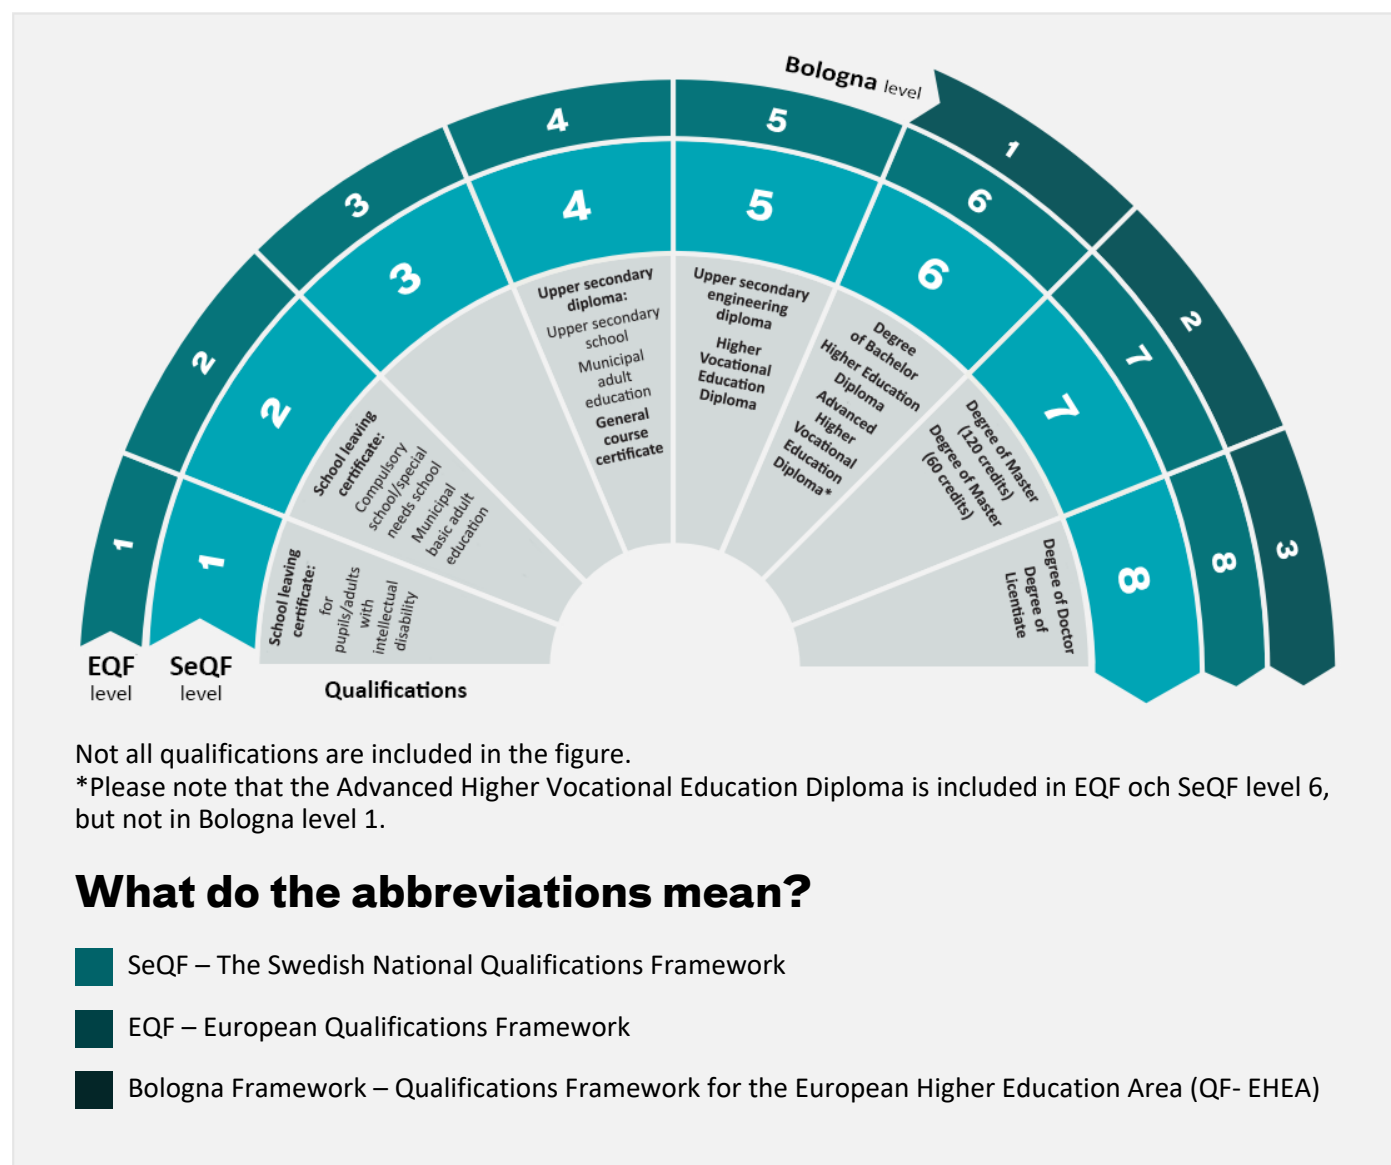 Bologna level
1
2
3
1
2
3
4
5
6
7
8
1
2
3
4
5
6
7
8
School leaving
certificate:
for
pupils/adults
with
intellectual
disability
School leaving
certificate:
Compulsory
school/special
needs school
Municipal
basic adult
education
Upper secondary
diploma:
Upper secondary
school
Municipal
adult
education
General
course
certificate
Upper secondary
engineering
diploma
Higher
Vocational
Education
Diploma
Degree
of Bachelor
Higher Education
Diploma
Advanced
Higher
Vocational
Education
Diploma*
Degree of Master
(120 credits)
Degree of Master
(60 credits)
Degree of Doctor
Degree of
Licentiate
EQF
level
SeQF
level
Qualifications
Not all qualifications are included in the figure.
*Please note that the Advanced Higher Vocational Education Diploma is included in EQF och SeQF level 6,
but not in Bologna level 1.
What do the abbreviations mean?
SeQF – The Swedish National Qualifications Framework
EQF – European Qualifications Framework
Bologna Framework – Qualifications Framework for the European Higher Education Area (QF- EHEA)